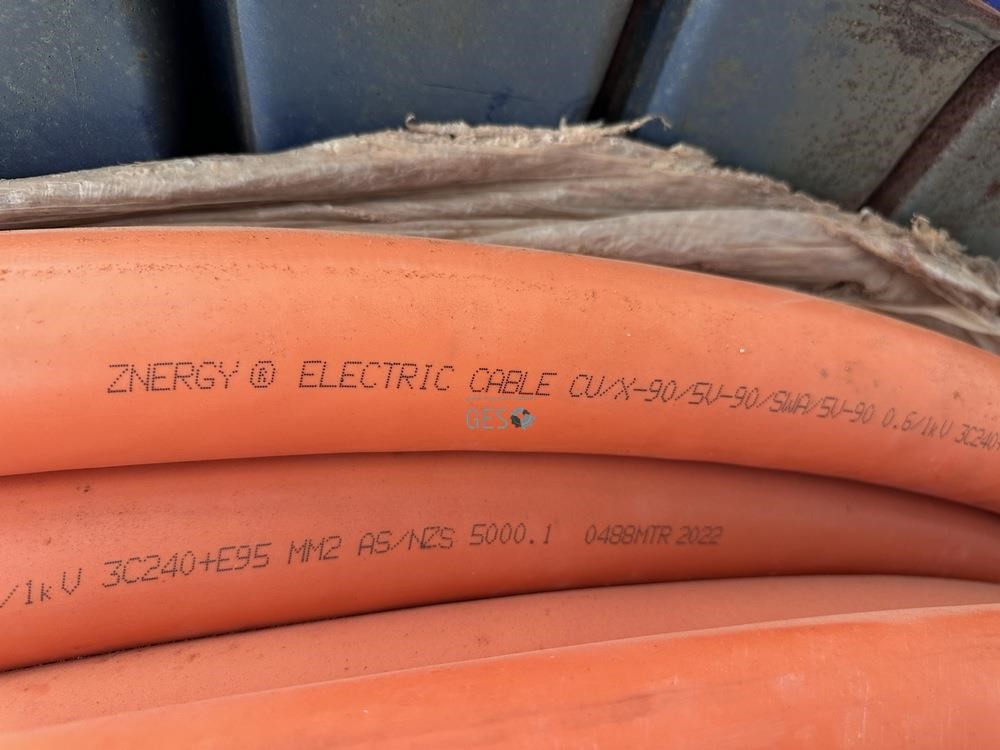 ZNERGY ® ELECTRIC CABLE CU/X-90/5V-90/SWA/5V-90 0.6/1kV 3C240+
GES
/1kV 3C240+E95 MM2 AS/NZS 5000.1 0488MTR 2022